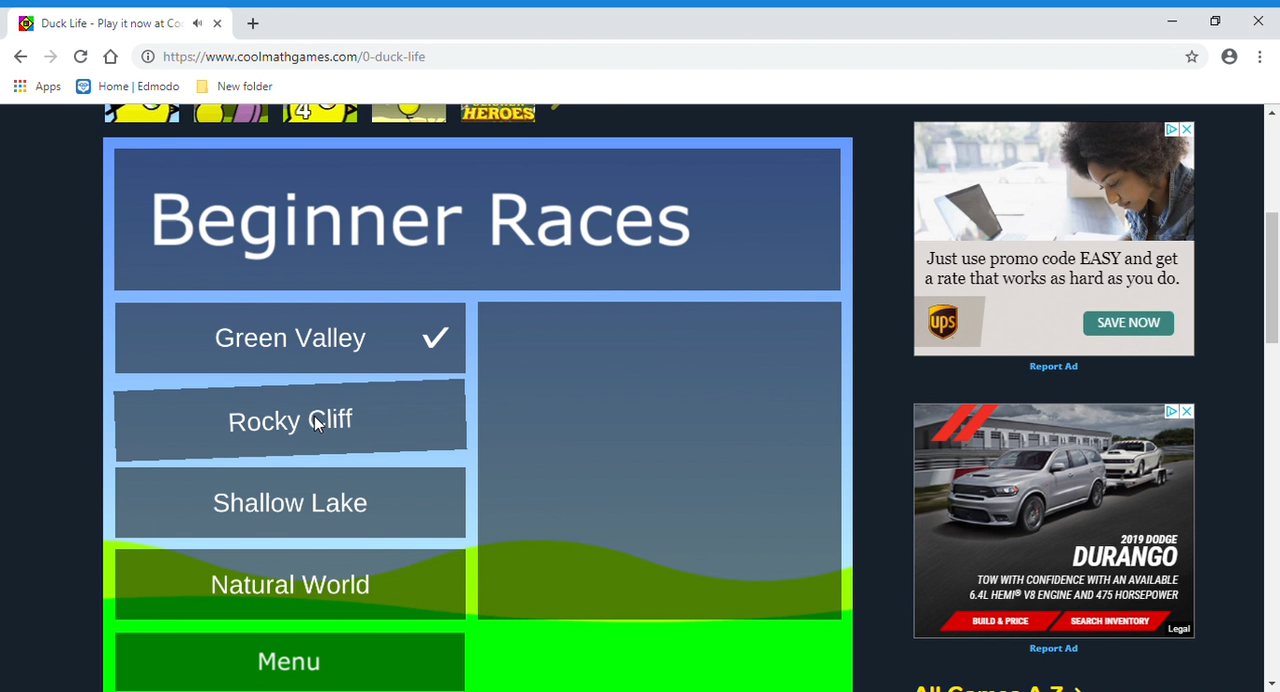 Duck Life - Play it now at Co
https://www.coolmathgames.com/0-duck-life
Apps
Home | Edmodo
New folder
4
HEROES
Beginner Races
Green Valley
Rocky Cliff
Shallow Lake
Natural World
Menu
Just use promo code EASY and get
a rate that works as hard as you do.
ups
SAVE NOW
Report Ad
2019 DODGE
DURANGO
TOW WITH CONFIDENCE WITH AN AVAILABLE
6.4L HEMI® V8 ENGINE AND 475 HORSEPOWER
BUILD & PRICE
SEARCH INVENTORY
Legal
Report Ad
All Games A-Z